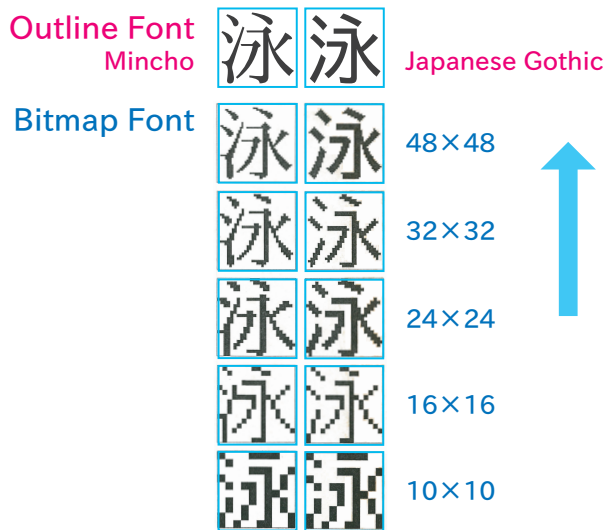 Outline Font
Mincho
泳 泳
Japanese Gothic
Bitmap Font
泳 泳
48×48
泳 泳
32×32
泳 泳
24×24
泳 泳
16×16
泳 泳
10×10